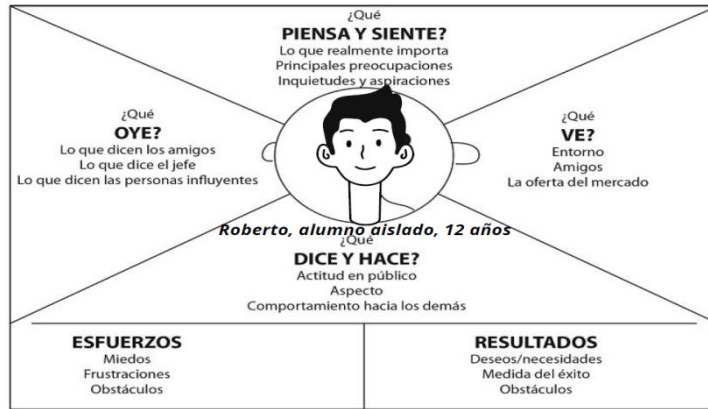 ¿Qué
PIENSA Y SIENTE?
Lo que realmente importa
Principales preocupaciones
Inquietudes y aspiraciones
¿Qué
OYE?
Lo que dicen los amigos
Lo que dice el jefe
Lo que dicen las personas influyentes
¿Qué
VE?
Entorno
Amigos
La oferta del mercado
Roberto, alumno aislado, 12 años
¿Qué
DICE Y HACE?
Actitud en público
Aspecto
Comportamiento hacia los demás
ESFUERZOS
Miedos
Frustraciones
Obstáculos
RESULTADOS
Deseos/necesidades
Medida del éxito
Obstáculos